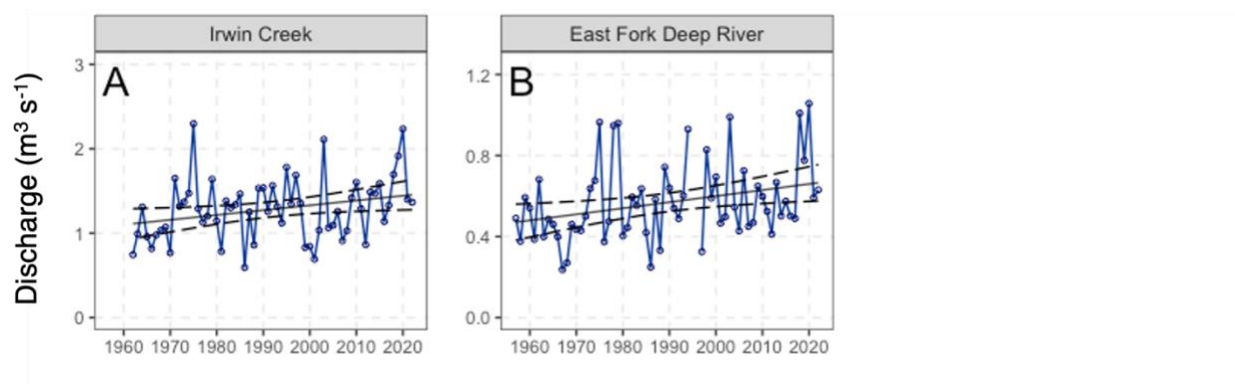 Irwin Creek
East Fork Deep River
Discharge (m³ s⁻¹)
A
3
2
1
0
1960 1970 1980 1990 2000 2010 2020
B
1.2
0.8
0.4
0.0
1960 1970 1980 1990 2000 2010 2020